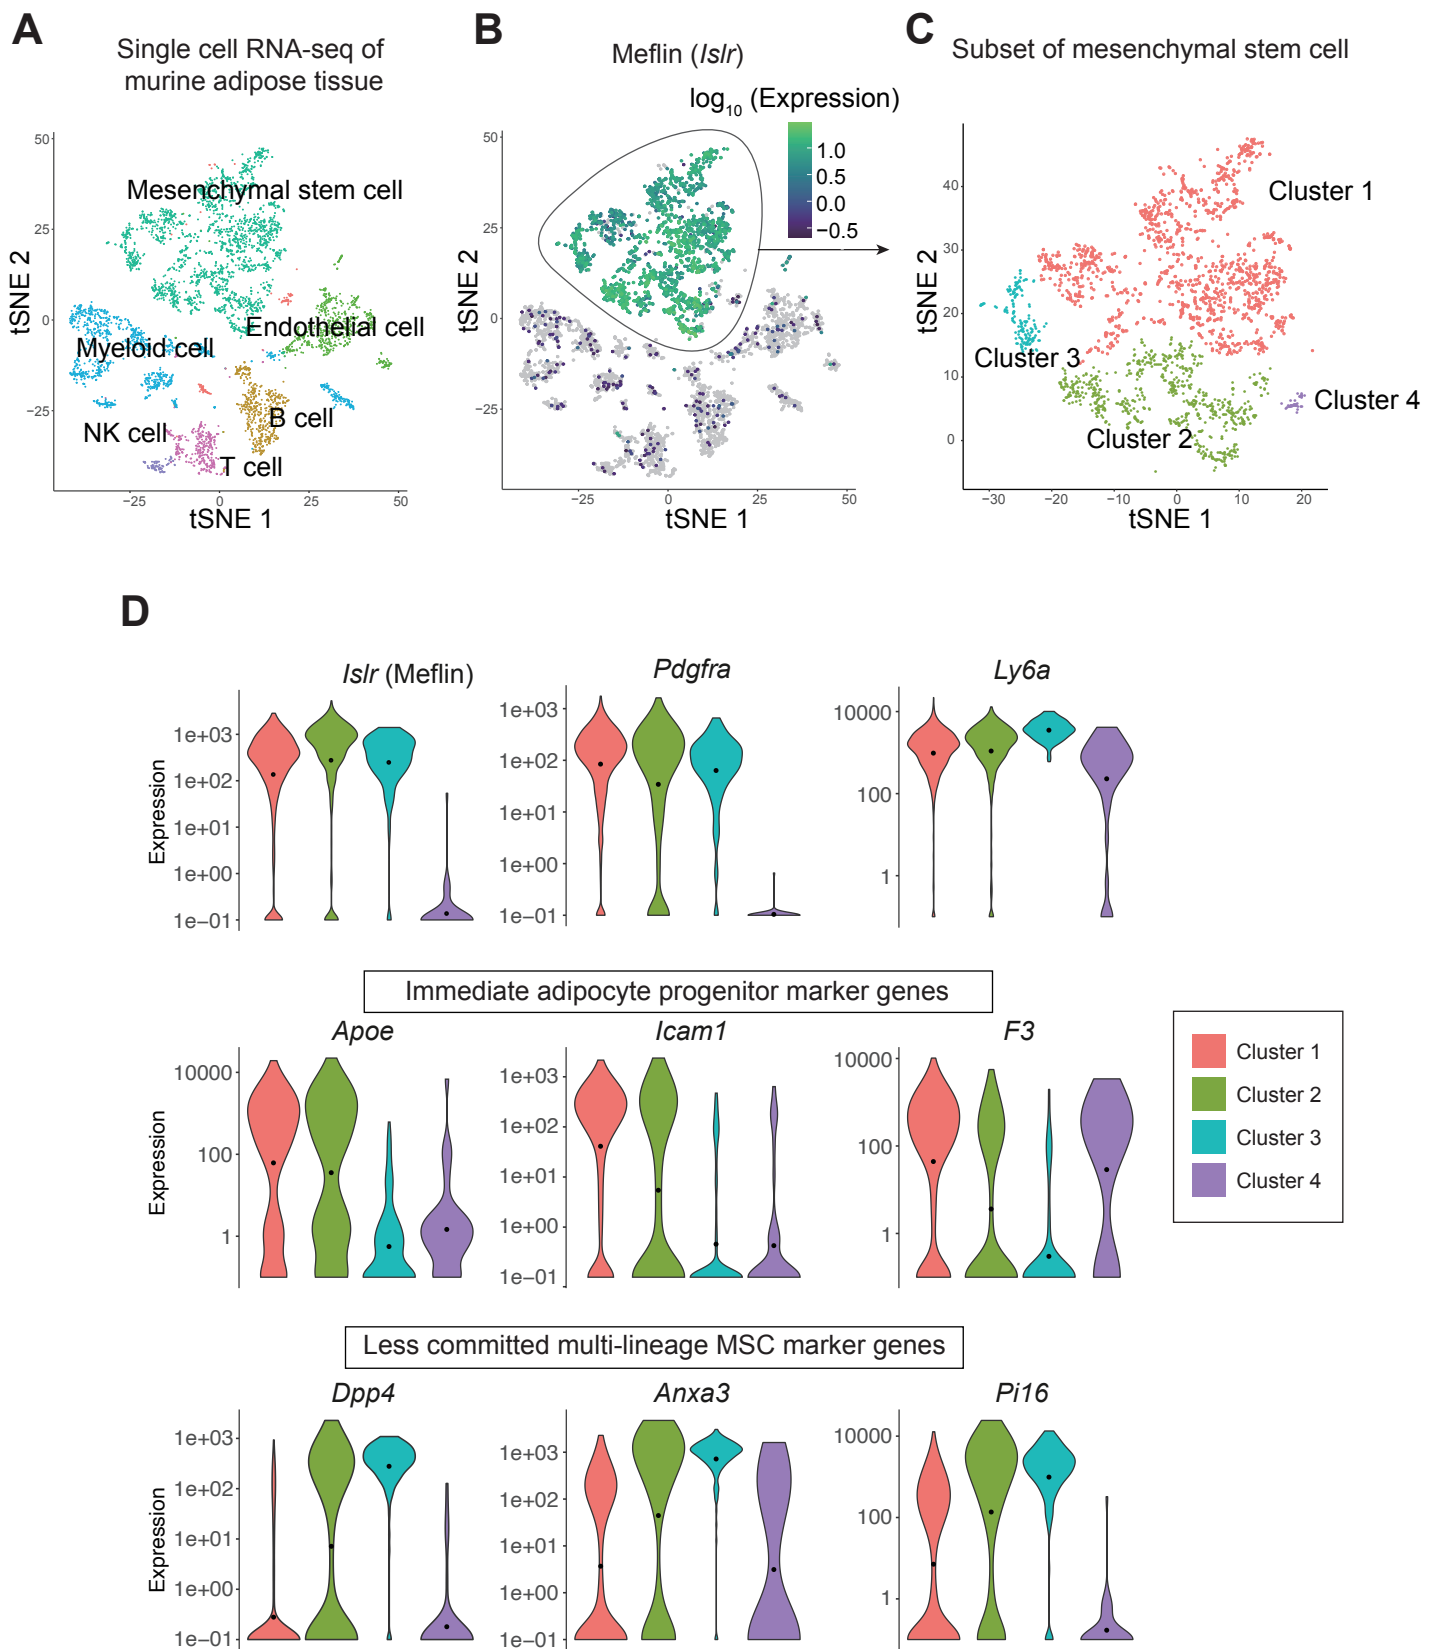 A
Single cell RNA-seq of
murine adipose tissue
50
25
0
−25
tSNE 2
Mesenchymal stem cell
Endothelial cell
Myeloid cell
B cell
NK cell
T cell
−25
0
25
50
tSNE 1
B
Meflin (Islr)
log10 (Expression)
1.0
0.5
0.0
−0.5
50
25
0
−25
tSNE 2
−25
0
25
50
tSNE 1
C
Subset of mesenchymal stem cell
40
30
20
10
0
tSNE 2
Cluster 1
Cluster 3
Cluster 4
Cluster 2
−30
−20
−10
0
10
20
tSNE 1
D
Islr (Meflin)
Expression
1e+03
1e+02
1e+01
1e+00
1e−01
Pdgfra
1e+03
1e+02
1e+01
1e+00
1e−01
Ly6a
10000
100
1
Immediate adipocyte progenitor marker genes
Apoe
Expression
10000
100
1
Icam1
1e+03
1e+02
1e+01
1e+00
1e−01
F3
10000
100
1
Cluster 1
Cluster 2
Cluster 3
Cluster 4
Less committed multi-lineage MSC marker genes
Dpp4
Expression
1e+03
1e+02
1e+01
1e+00
1e−01
Anxa3
1e+03
1e+02
1e+01
1e+00
1e−01
Pi16
10000
100
1